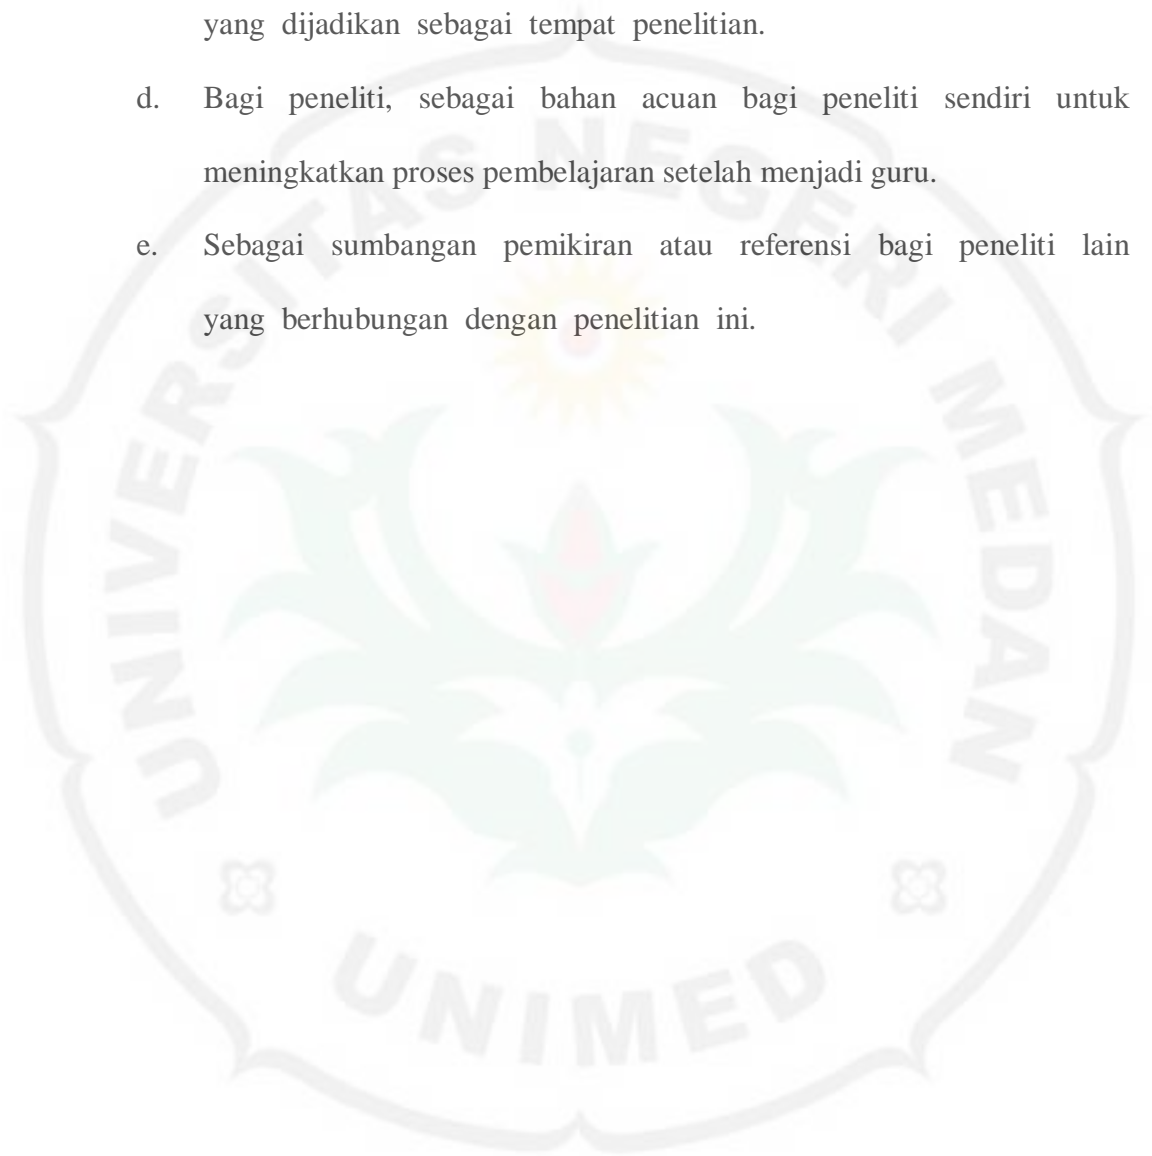 yang dijadikan sebagai tempat penelitian.
d. Bagi peneliti, sebagai bahan acuan bagi peneliti sendiri untuk
meningkatkan proses pembelajaran setelah menjadi guru.
e. Sebagai sumbangan pemikiran atau referensi bagi peneliti lain
yang berhubungan dengan penelitian ini.
UNIVERSITAS NEGERI MEDAN
UNIMED